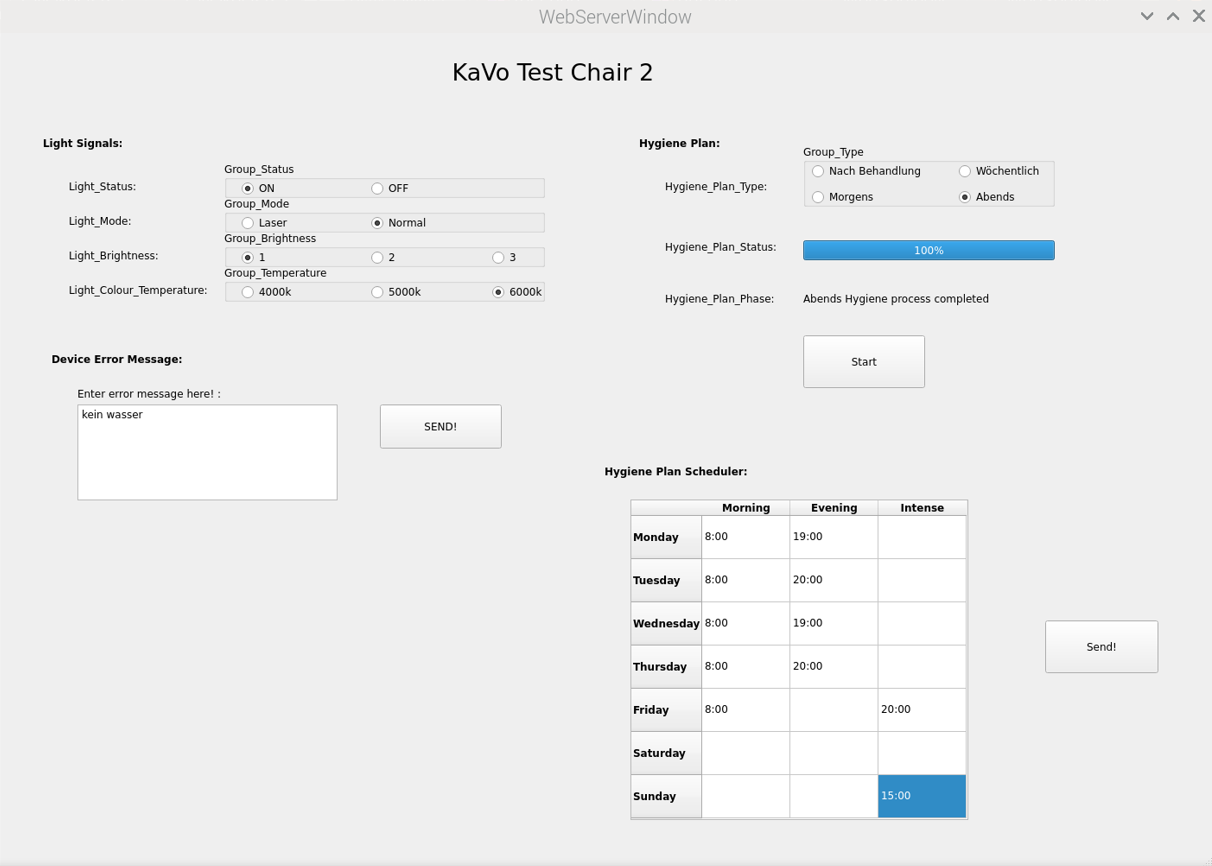 WebServerWindow
KaVo Test Chair 2
Light Signals:
Group_Status
Light_Status:
ON
OFF
Group_Mode
Light_Mode:
Laser
Normal
Group_Brightness
Light_Brightness:
1
2
3
Group_Temperature
Light_Colour_Temperature:
4000k
5000k
6000k
Device Error Message:
Enter error message here! :
kein wasser
SEND!
Hygiene Plan:
Group_Type
Hygiene_Plan_Type:
Nach Behandlung
Wöchentlich
Morgens
Abends
Hygiene_Plan_Status:
100%
Hygiene_Plan_Phase:
Abends Hygiene process completed
Start
Hygiene Plan Scheduler:
Morning Evening Intense
Monday 8:00 19:00
Tuesday 8:00 20:00
Wednesday 8:00 19:00
Thursday 8:00 20:00
Friday 8:00 20:00
Saturday
Sunday 15:00
Send!